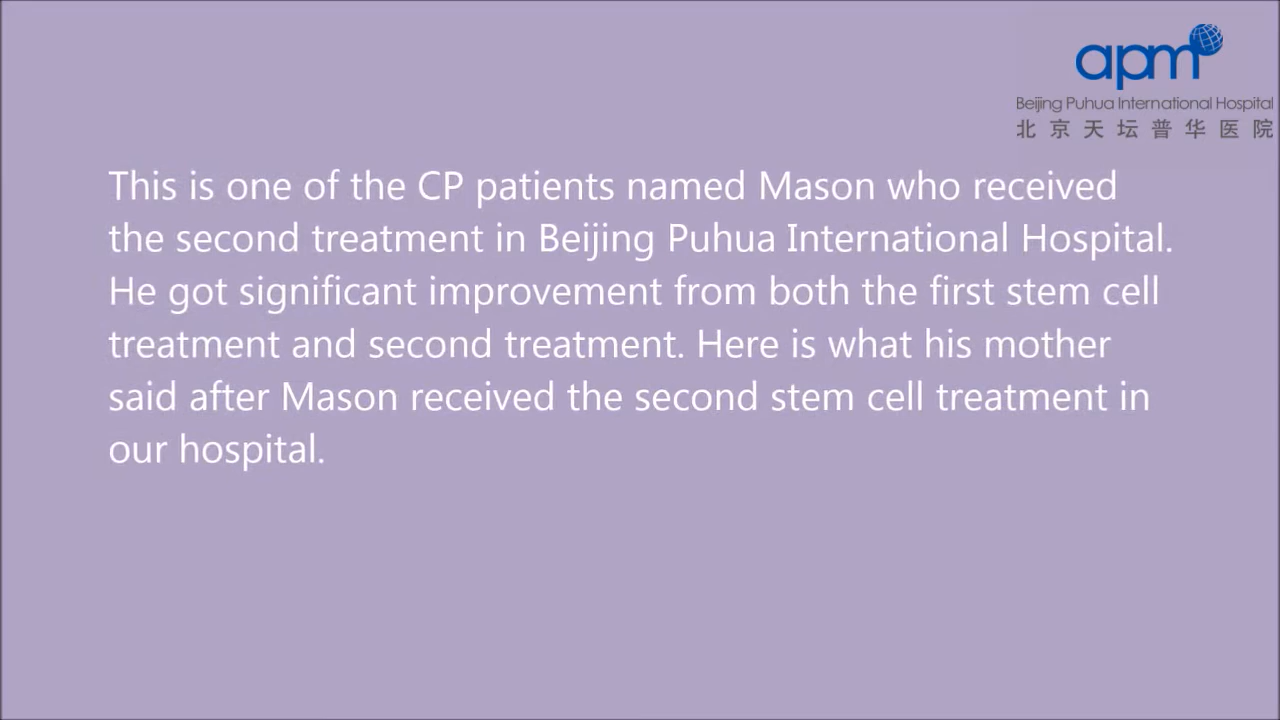 apm
Beijing Puhua International Hospital
北京天坛普华医院
This is one of the CP patients named Mason who received
the second treatment in Beijing Puhua International Hospital.
He got significant improvement from both the first stem cell
treatment and second treatment. Here is what his mother
said after Mason received the second stem cell treatment in
our hospital.